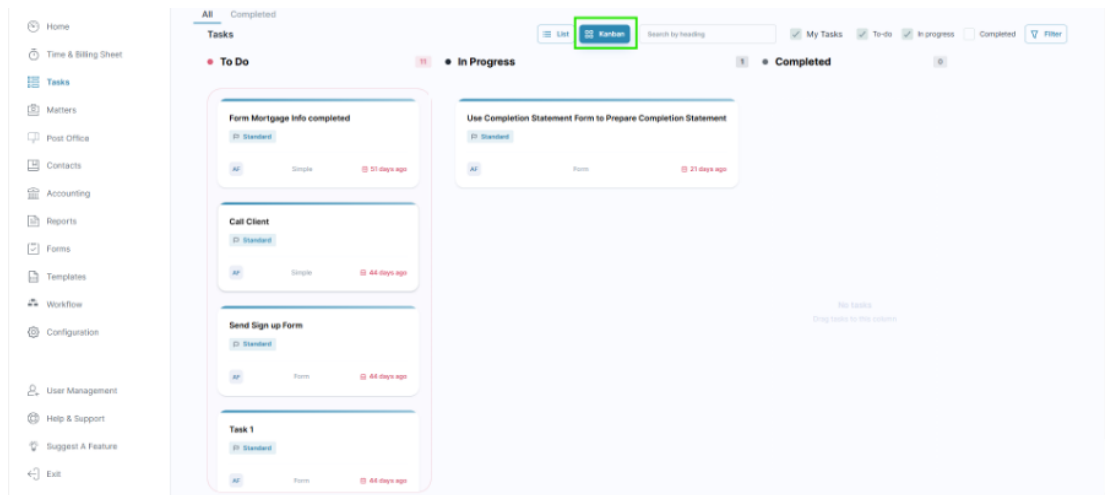 All Completed
Home
Time & Billing Sheet
Tasks
Matters
Post Office
Contacts
Accounting
Reports
Forms
Templates
Workflow
Configuration
User Management
Help & Support
Suggest A Feature
Exit
Tasks
List Kanban Search by heading My Tasks To-do In progress Completed Filter
To Do 11
In Progress 1
Completed 0
Form Mortgage Info completed
Standard
AF Simple 51 days ago
Call Client
Standard
AF Simple 44 days ago
Send Sign up Form
Standard
AF Form 44 days ago
Task 1
Standard
AF Form 44 days ago
Use Completion Statement Form to Prepare Completion Statement
Standard
AF Form 21 days ago
No tasks
Drag tasks to this column